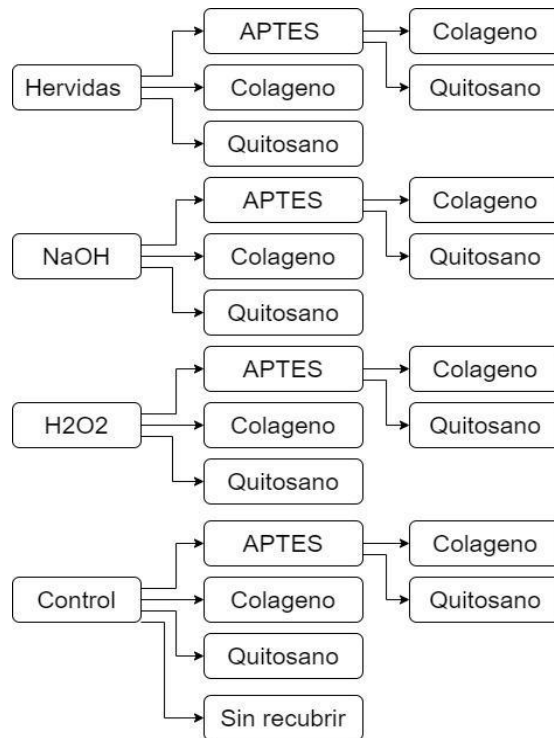 APTES
Colageno
Hervidas
Colageno
Quitosano
Quitosano
APTES
Colageno
NaOH
Colageno
Quitosano
Quitosano
APTES
Colageno
H2O2
Colageno
Quitosano
Quitosano
APTES
Colageno
Control
Colageno
Quitosano
Quitosano
Sin recubrir